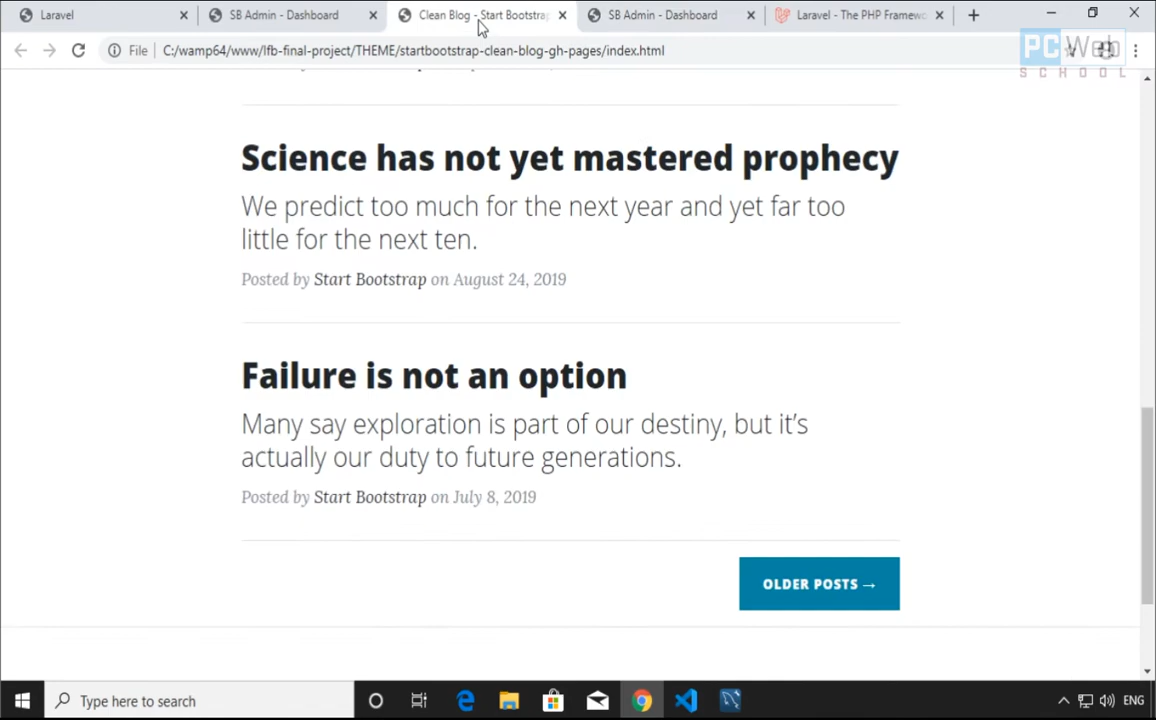 Laravel
SB Admin - Dashboard
Clean Blog - Start Bootstrap
SB Admin - Dashboard
Laravel - The PHP Framewo
File
C:/wamp64/www/lfb-final-project/THEME/startbootstrap-clean-blog-gh-pages/index.html
PC Web
SCHOOL
Science has not yet mastered prophecy
We predict too much for the next year and yet far too
little for the next ten.
Posted by Start Bootstrap on August 24, 2019
Failure is not an option
Many say exploration is part of our destiny, but it’s
actually our duty to future generations.
Posted by Start Bootstrap on July 8, 2019
OLDER POSTS →
Type here to search
ENG